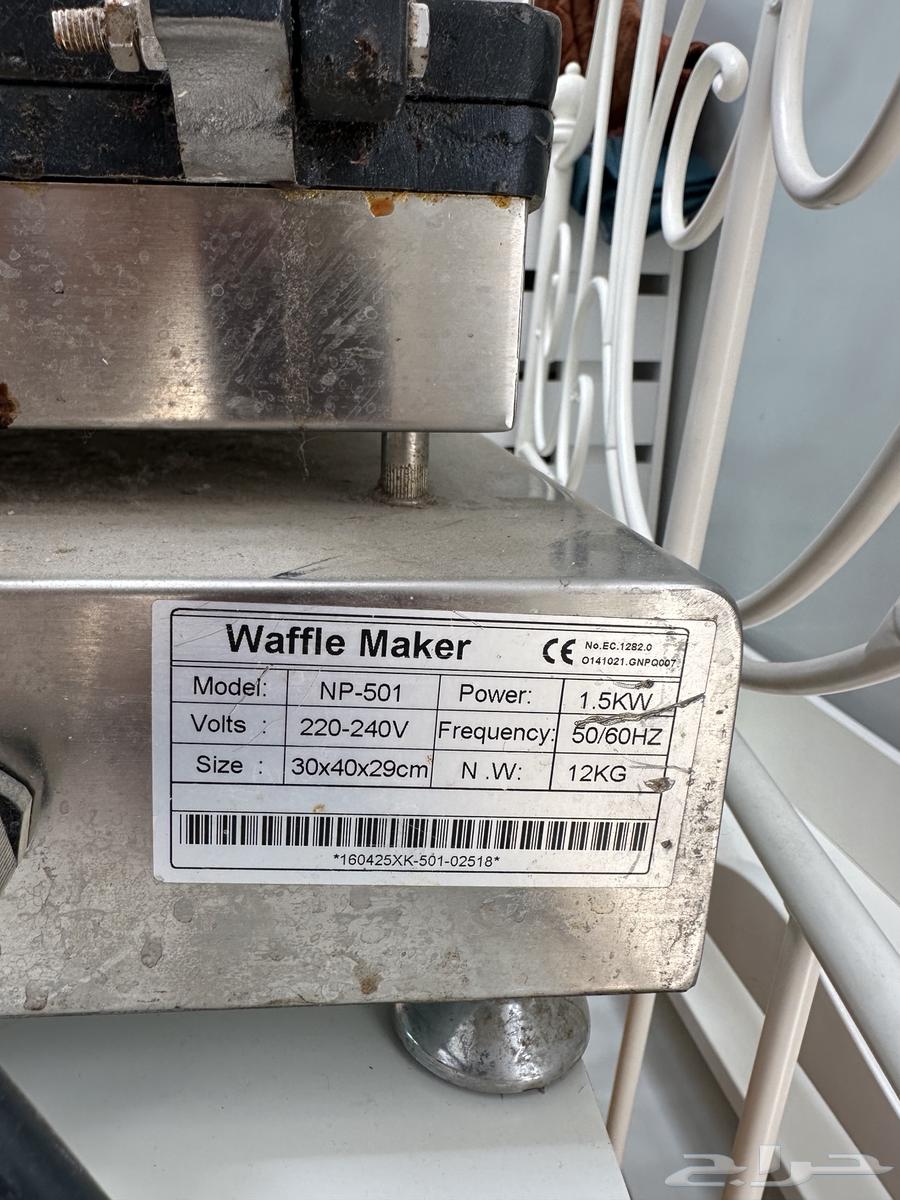 Waffle Maker CE No.EC.1282.0
O141021.GNPQ007
Model: NP-501 Power: 1.5KW
Volts : 220-240V Frequency: 50/60HZ
Size : 30x40x29cm N .W: 12KG
*160425XK-501-02518*
حراج